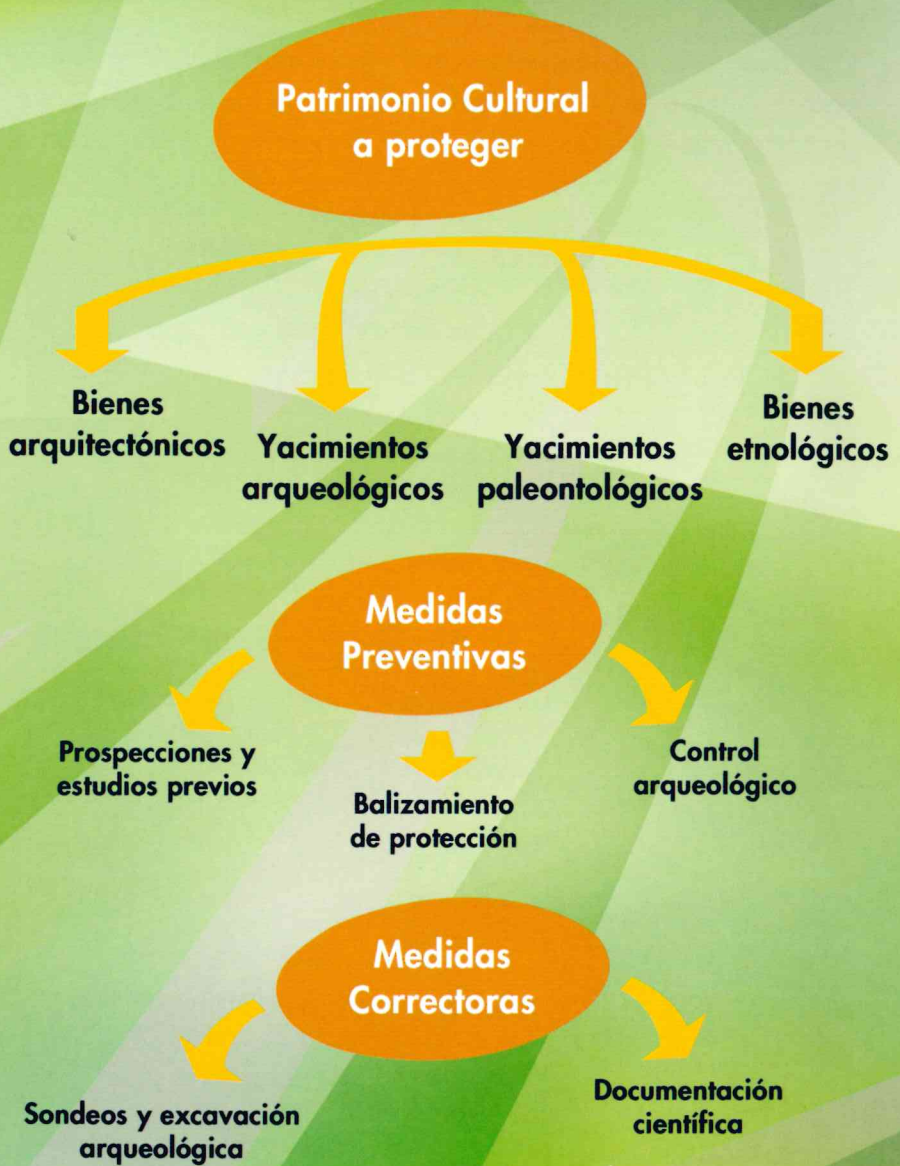 Patrimonio Cultural
a proteger
Bienes
arquitectónicos
Yacimientos
arqueológicos
Yacimientos
paleontológicos
Bienes
etnológicos
Medidas
Preventivas
Prospecciones y
estudios previos
Balizamiento
de protección
Control
arqueológico
Medidas
Correctoras
Sondeos y excavación
arqueológica
Documentación
científica